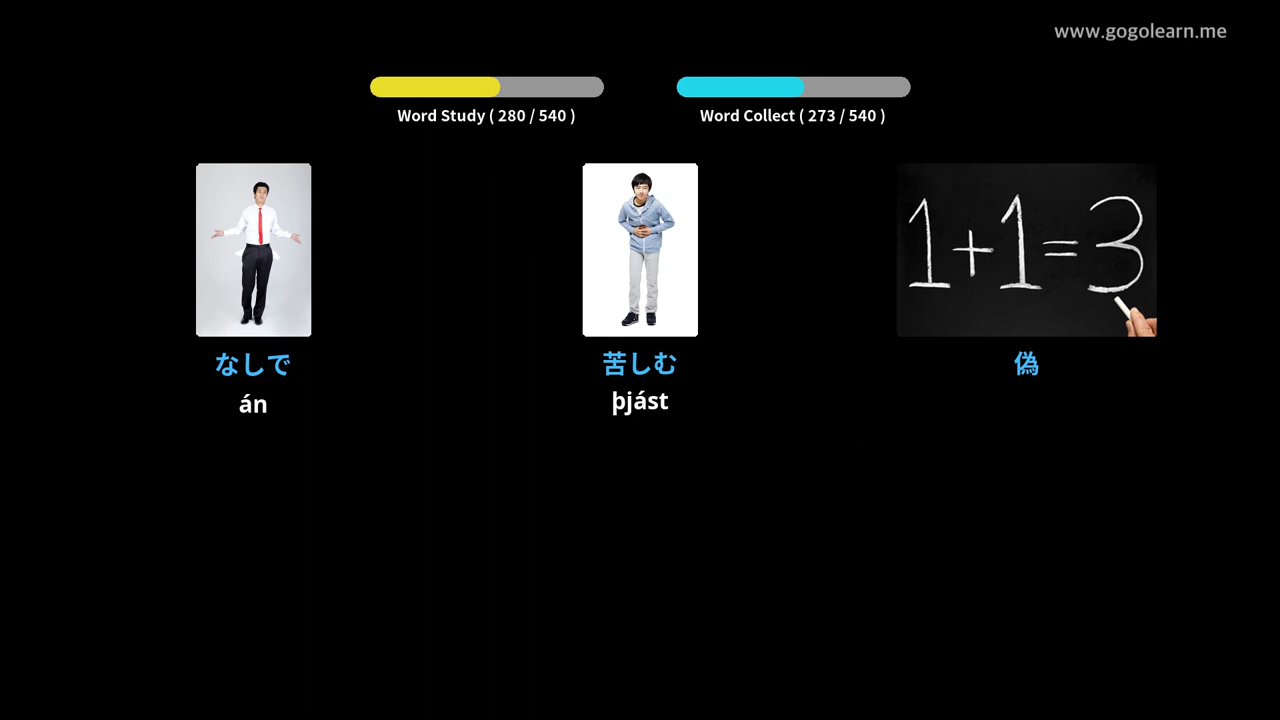 www.gogolearn.me
Word Study ( 280 / 540 )
Word Collect ( 273 / 540 )
1+1=3
なしで
苦しむ
偽
án
þjást